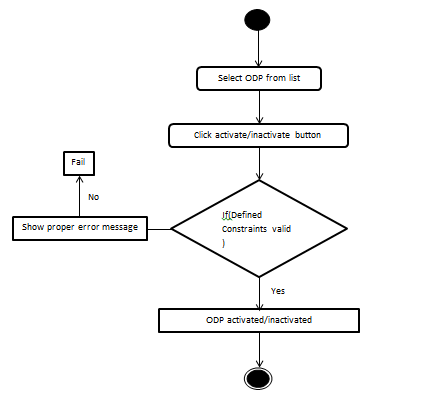 Select ODP from list
Click activate/inactivate button
Fail
No
If(Defined
Constraints valid
)
Show proper error message
Yes
ODP activated/inactivated